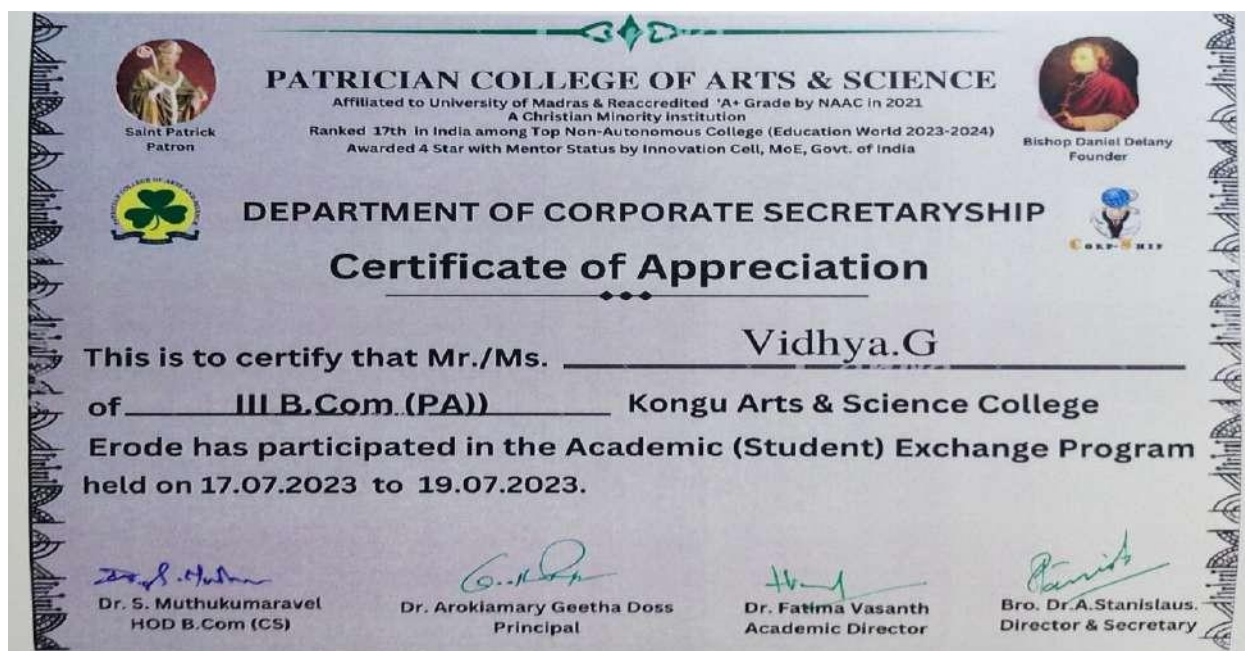 PATRICIAN COLLEGE OF ARTS & SCIENCE
Affiliated to University of Madras & Reaccredited 'A+ Grade by NAAC in 2021
A Christian Minority institution
Ranked 17th in India among Top Non-Autonomous College (Education World 2023-2024)
Awarded 4 Star with Mentor Status by Innovation Cell, MoE, Govt. of India
Saint Patrick
Patron
Bishop Daniel Delany
Founder
DEPARTMENT OF CORPORATE SECRETARYSHIP
CORP-SHIP
Certificate of Appreciation
This is to certify that Mr./Ms. Vidhya.G
of III B.Com (PA)) Kongu Arts & Science College
Erode has participated in the Academic (Student) Exchange Program
held on 17.07.2023 to 19.07.2023.
Dr. S. Muthukumaravel
HOD B.Com (CS)
Dr. Arokiamary Geetha Doss
Principal
Dr. Fatima Vasanth
Academic Director
Bro. Dr.A.Stanislaus.
Director & Secretary